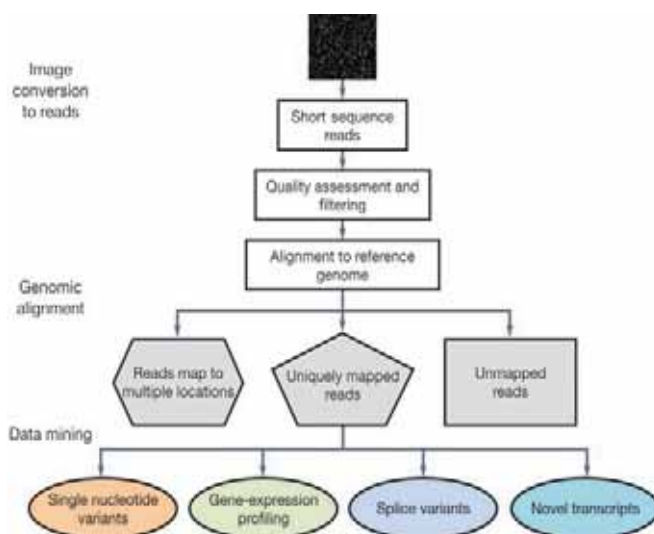 Image
conversion
to reads
Short sequence
reads
Quality assessment and
filtering
Alignment to reference
genome
Genomic
alignment
Reads map to
multiple locations
Uniquely mapped
reads
Unmapped
reads
Data mining
Single nucleotide
variants
Gene-expression
profiling
Splice variants
Novel transcripts